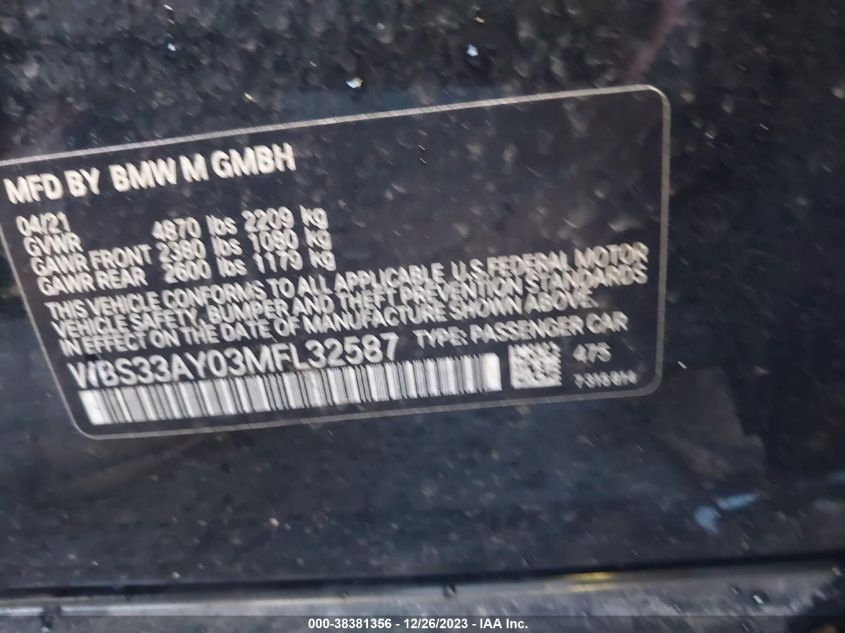 MFD BY BMW M GMBH
04/21
GVWR 4870 lbs 2209 kg
GAWR FRONT 2380 lbs 1080 kg
GAWR REAR 2600 lbs 1179 kg
THIS VEHICLE CONFORMS TO ALL APPLICABLE U.S. FEDERAL MOTOR
VEHICLE SAFETY, BUMPER AND THEFT PREVENTION STANDARDS
IN EFFECT ON THE DATE OF MANUFACTURE SHOWN ABOVE.
WBS33AY03MFL32587 TYPE: PASSENGER CAR
475
000-38381356 - 12/26/2023 - IAA Inc.